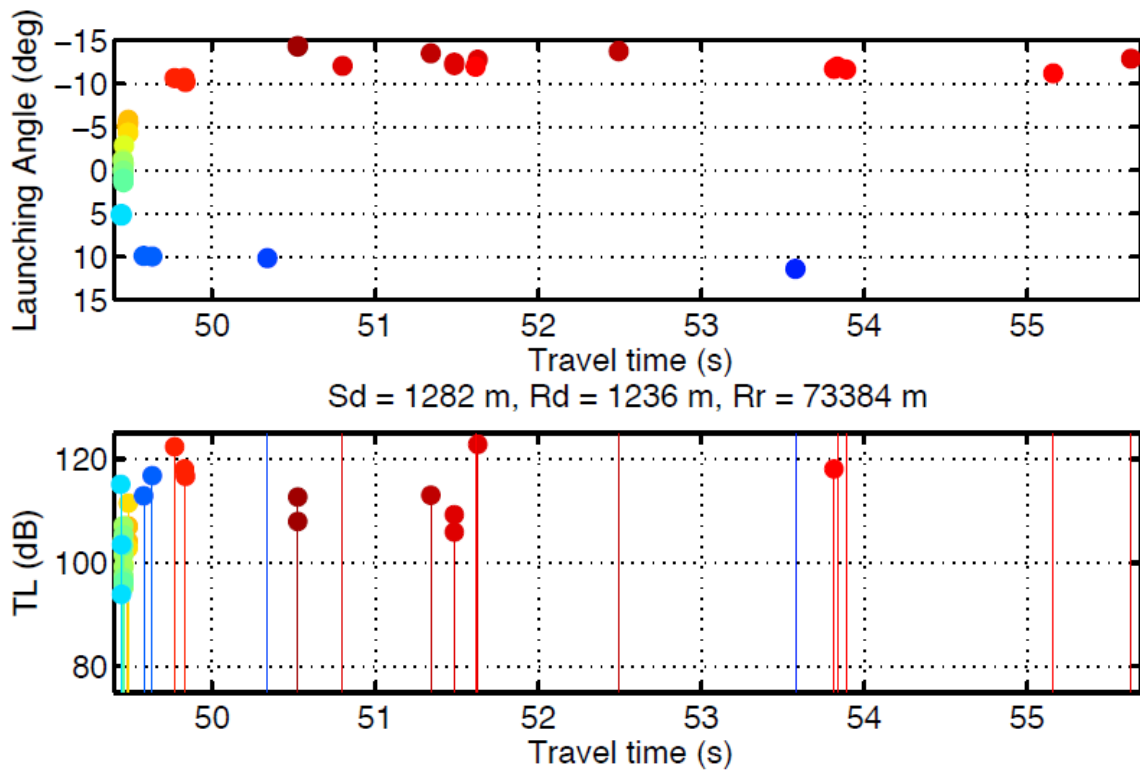 −15
−10
−5
0
5
10
15
Launching Angle (deg)
50 51 52 53 54 55
Travel time (s)
Sd = 1282 m, Rd = 1236 m, Rr = 73384 m
120
100
80
TL (dB)
50 51 52 53 54 55
Travel time (s)